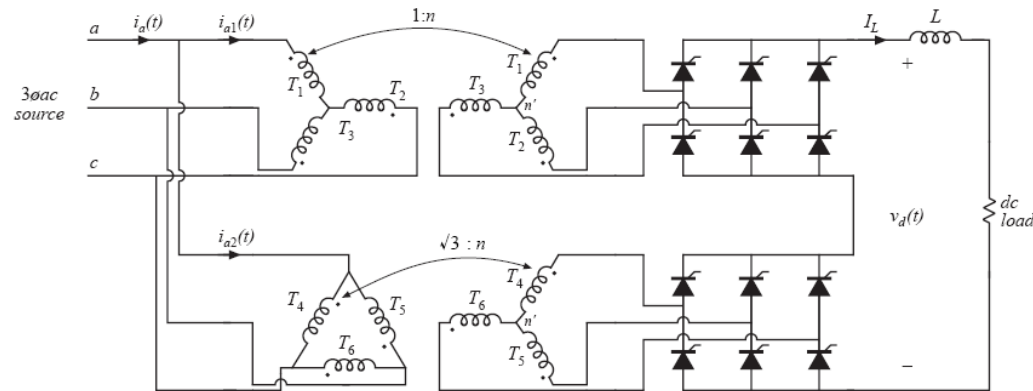 1:n
a
i_a(t)
i_a1(t)
I_L
L
T_1
T_1
+
3øac
source
b
T_2
T_3
n'
T_3
T_2
c
v_d(t)
dc
load
i_a2(t)
√3 : n
T_4
T_4
T_5
T_6
n'
T_6
T_5
−